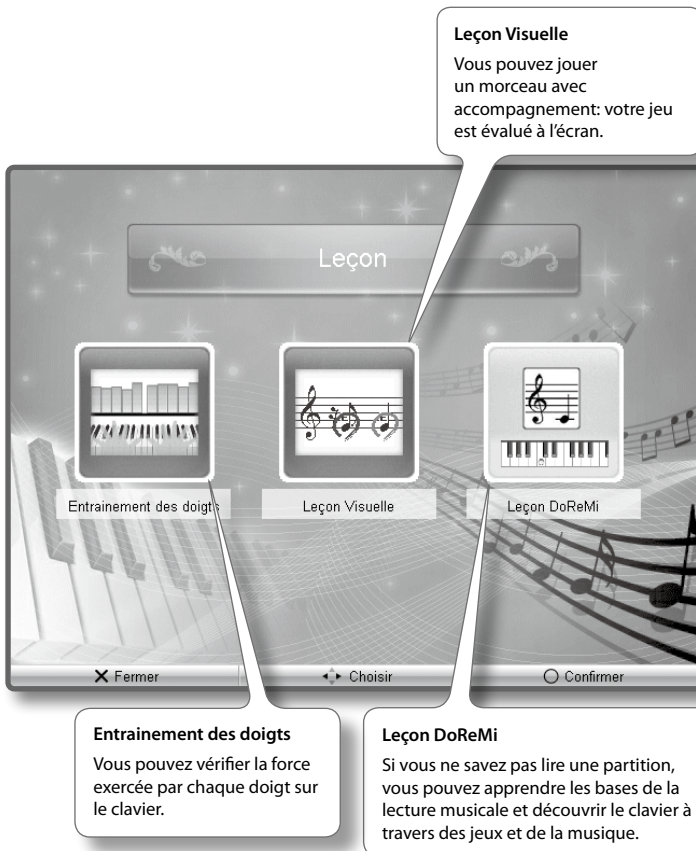 Leçon Visuelle
Vous pouvez jouer
un morceau avec
accompagnement: votre jeu
est évalué à l'écran.
Leçon
Entrainement des doigts
Leçon Visuelle
Leçon DoReMi
Fermer
Choisir
Confirmer
Entrainement des doigts
Vous pouvez vérifier la force
exercée par chaque doigt sur
le clavier.
Leçon DoReMi
Si vous ne savez pas lire une partition,
vous pouvez apprendre les bases de la
lecture musicale et découvrir le clavier à
travers des jeux et de la musique.